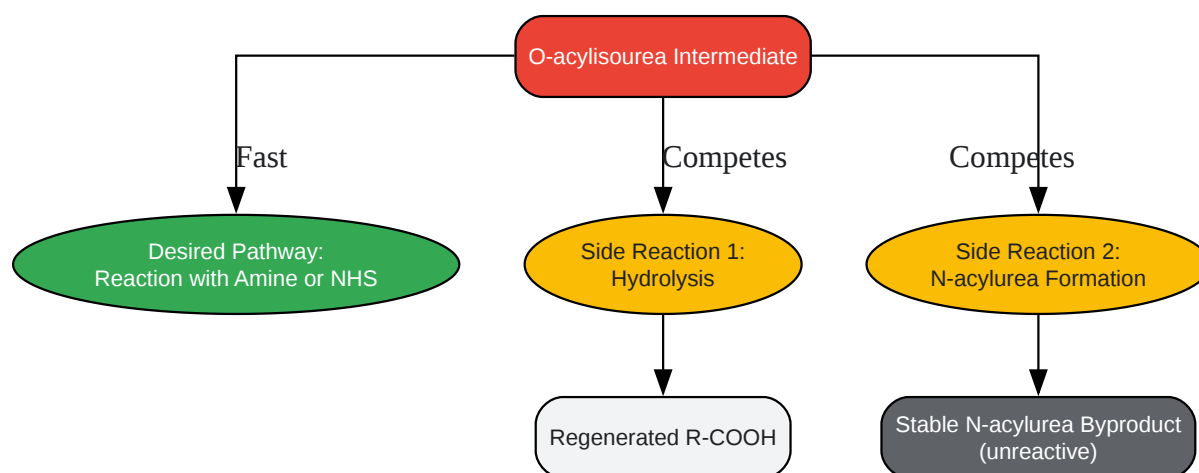 O-acylisourea Intermediate
Fast
Competes
Competes
Desired Pathway:
Reaction with Amine or NHS
Side Reaction 1:
Hydrolysis
Side Reaction 2:
N-acylurea Formation
Regenerated R-COOH
Stable N-acylurea Byproduct
(unreactive)